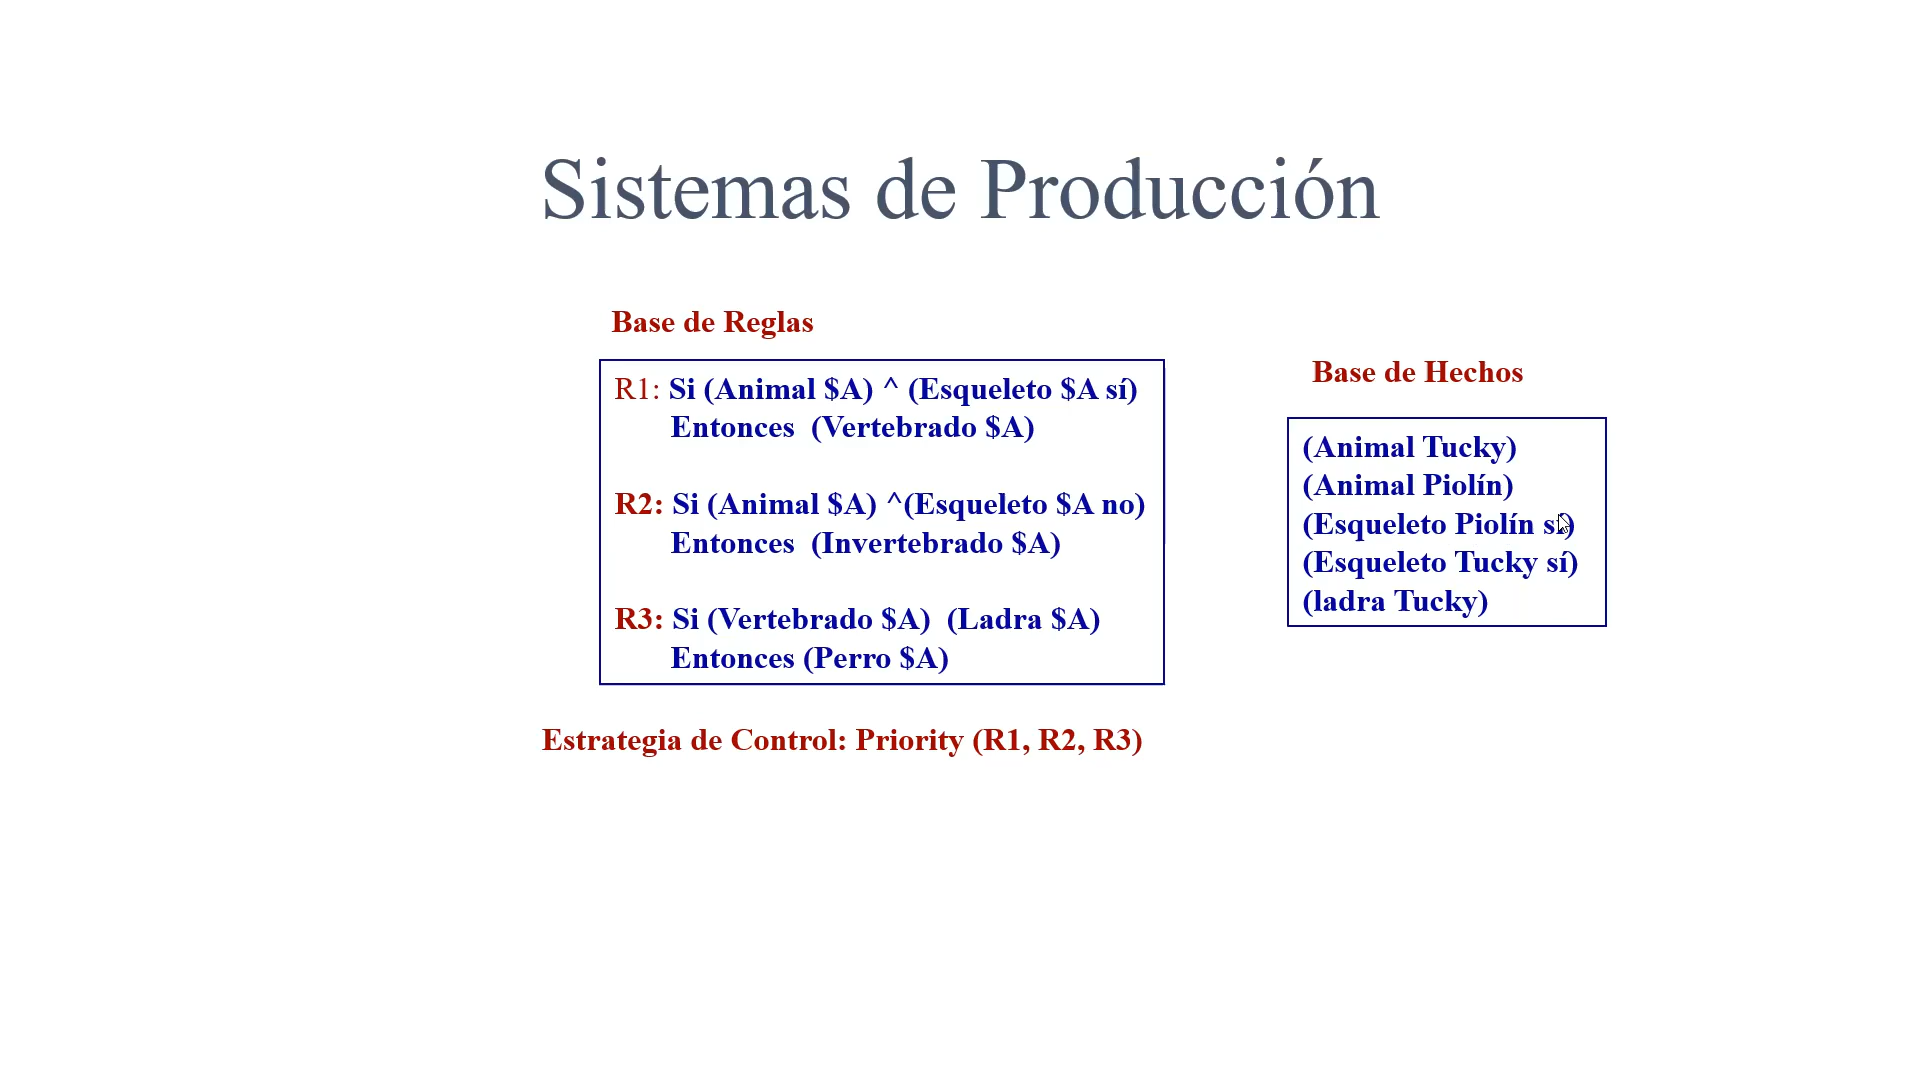 Sistemas de Producción
Base de Reglas
R1: Si (Animal $A) ^ (Esqueleto $A sí)
Entonces (Vertebrado $A)
R2: Si (Animal $A) ^(Esqueleto $A no)
Entonces (Invertebrado $A)
R3: Si (Vertebrado $A) (Ladra $A)
Entonces (Perro $A)
Estrategia de Control: Priority (R1, R2, R3)
Base de Hechos
(Animal Tucky)
(Animal Piolín)
(Esqueleto Piolín sí)
(Esqueleto Tucky sí)
(ladra Tucky)